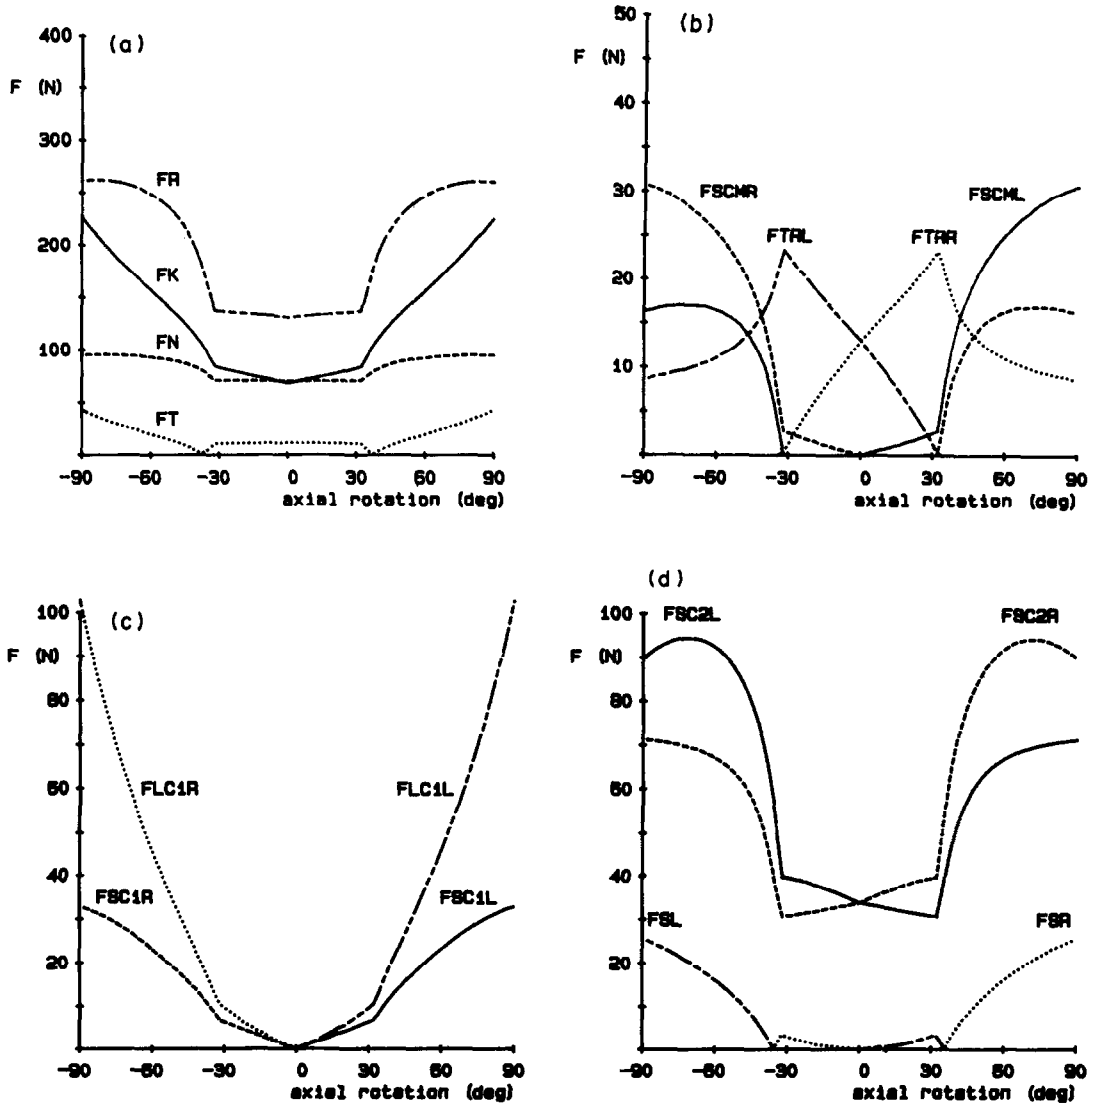 (a)
400
F (N)
300
FR
200
FK
FN
100
FT
-90 -60 -30 0 30 60 90
axial rotation (deg)
(b)
50
F (N)
40
30
FSCMR
FSCML
FTAL
FTAR
20
10
-90 -60 -30 0 30 60 90
axial rotation (deg)
(c)
100
F (N)
80
60
FLC1R
FLC1L
40
FSC1R
FSC1L
20
-90 -60 -30 0 30 60 90
axial rotation (deg)
(d)
100
FSC2L
FSC2R
F (N)
80
60
40
FSL
FSR
20
-90 -60 -30 0 30 60 90
axial rotation (deg)